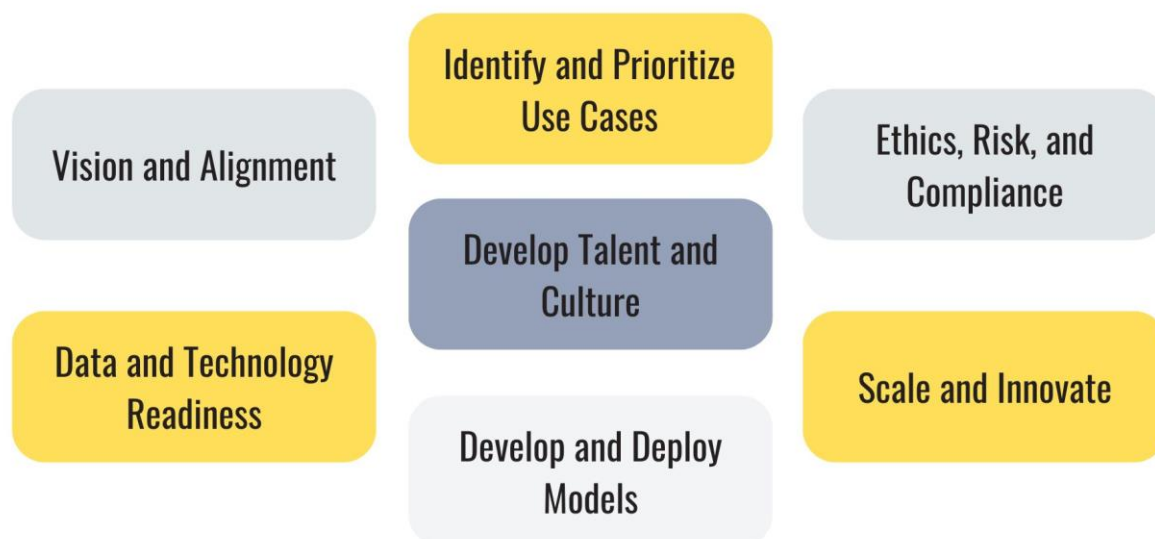 Vision and Alignment
Data and Technology
Readiness
Identify and Prioritize
Use Cases
Develop Talent and
Culture
Develop and Deploy
Models
Ethics, Risk, and
Compliance
Scale and Innovate